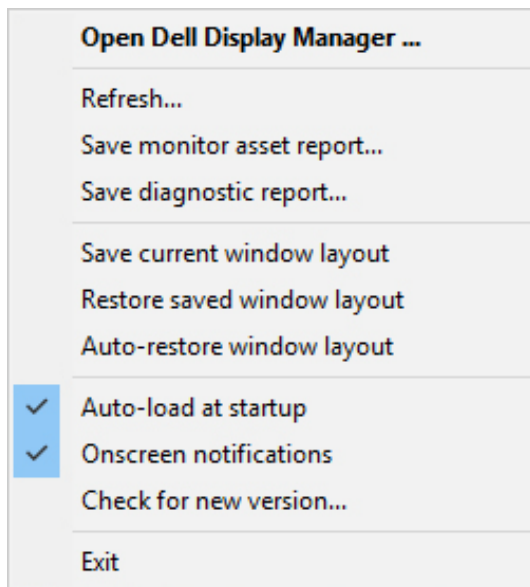 Open Dell Display Manager ...
Refresh...
Save monitor asset report...
Save diagnostic report...
Save current window layout
Restore saved window layout
Auto-restore window layout
Auto-load at startup
Onscreen notifications
Check for new version...
Exit